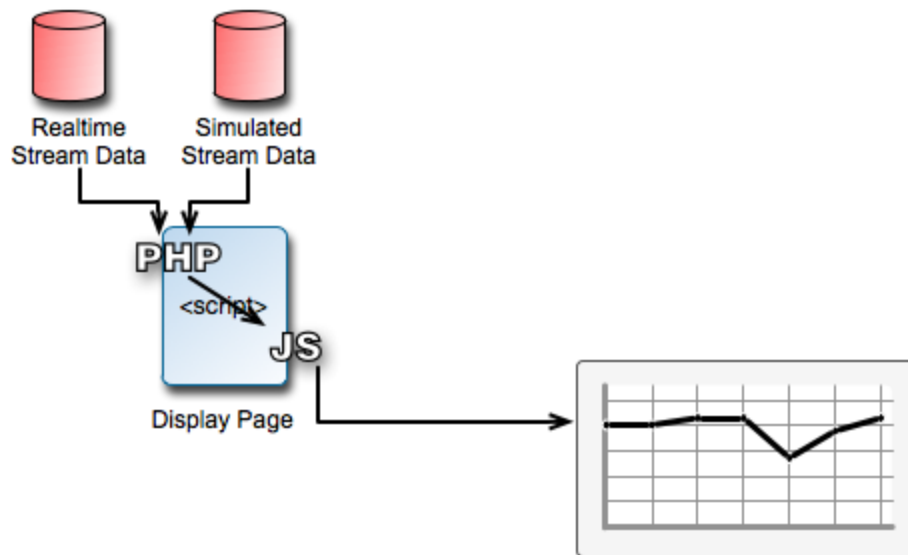 Realtime
Stream Data
Simulated
Stream Data
PHP
<script>
JS
Display Page